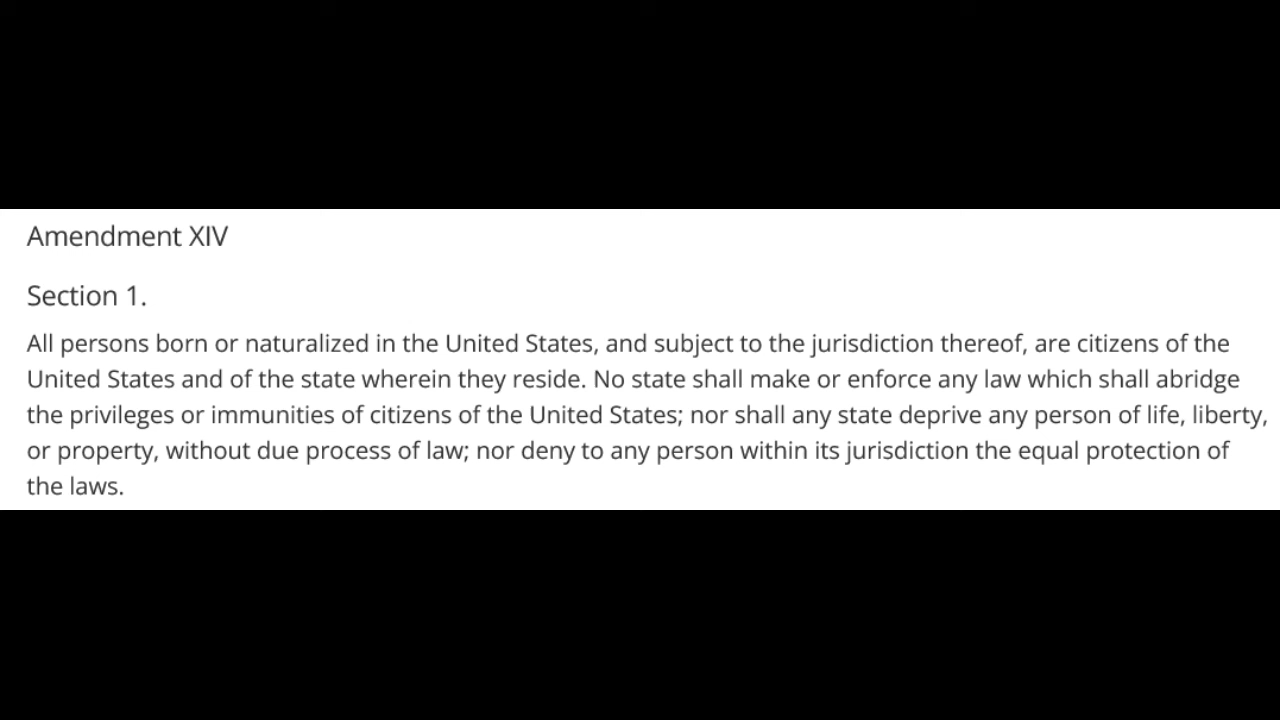 Amendment XIV
Section 1.
All persons born or naturalized in the United States, and subject to the jurisdiction thereof, are citizens of the
United States and of the state wherein they reside. No state shall make or enforce any law which shall abridge
the privileges or immunities of citizens of the United States; nor shall any state deprive any person of life, liberty,
or property, without due process of law; nor deny to any person within its jurisdiction the equal protection of
the laws.